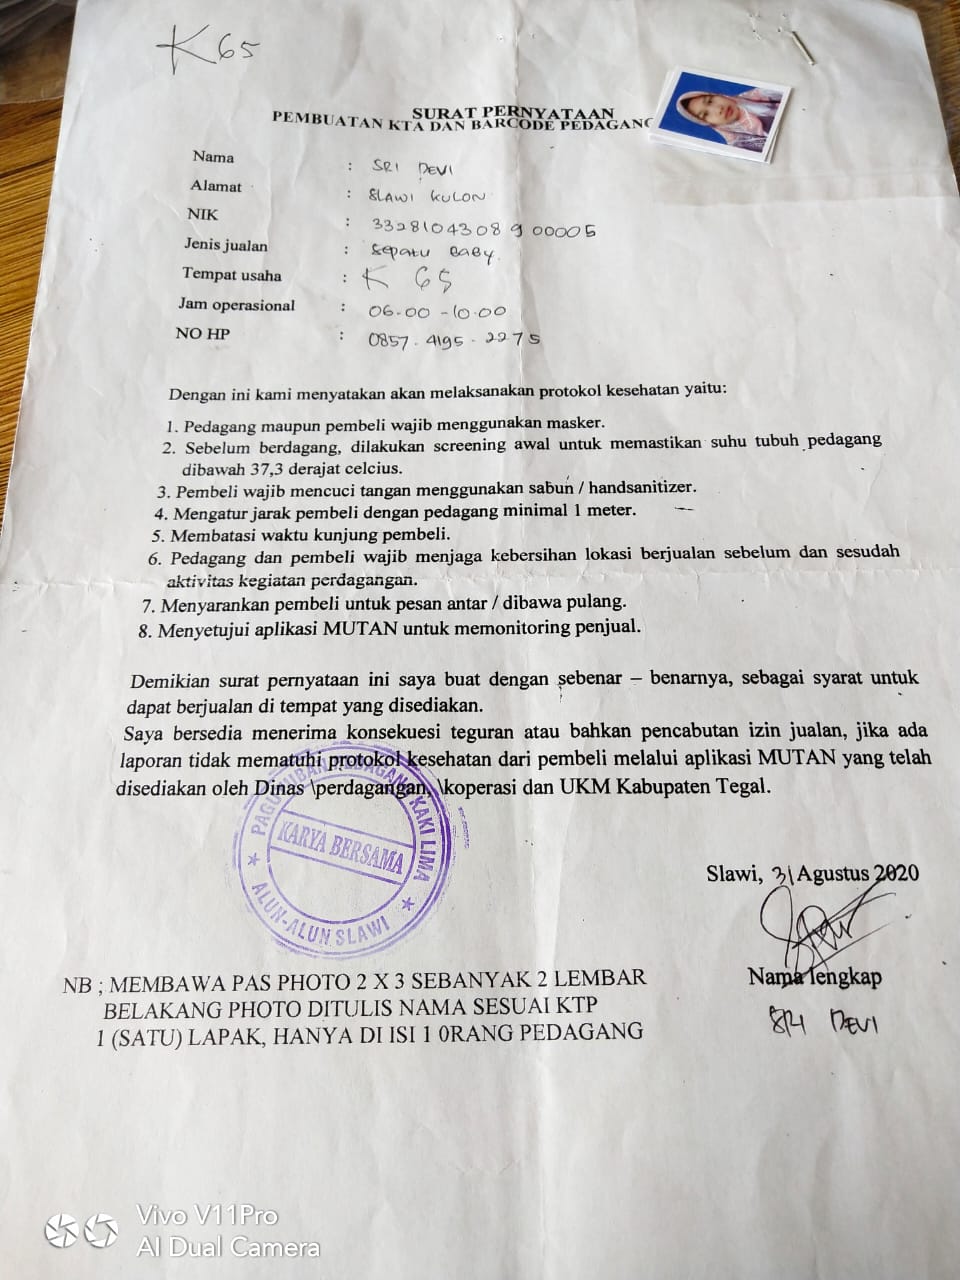 K 65
SURAT PERNYATAAN
PEMBUATAN KTA DAN BARCODE PEDAGANG
Nama : SRI DEVI
Alamat : SLAWI KULON
NIK : 3328104308900005
Jenis jualan : Sepatu BABY.
Tempat usaha : K 65
Jam operasional : 06.00 - 10.00
NO HP : 0857.4195.2275
Dengan ini kami menyatakan akan melaksanakan protokol kesehatan yaitu:
1. Pedagang maupun pembeli wajib menggunakan masker.
2. Sebelum berdagang, dilakukan screening awal untuk memastikan suhu tubuh pedagang
dibawah 37,3 derajat celcius.
3. Pembeli wajib mencuci tangan menggunakan sabun / handsanitizer.
4. Mengatur jarak pembeli dengan pedagang minimal 1 meter.
5. Membatasi waktu kunjung pembeli.
6. Pedagang dan pembeli wajib menjaga kebersihan lokasi berjualan sebelum dan sesudah
aktivitas kegiatan perdagangan.
7. Menyarankan pembeli untuk pesan antar / dibawa pulang.
8. Menyetujui aplikasi MUTAN untuk memonitoring penjual.
Demikian surat pernyataan ini saya buat dengan sebenar – benarnya, sebagai syarat untuk
dapat berjualan di tempat yang disediakan.
Saya bersedia menerima konsekuesi teguran atau bahkan pencabutan izin jualan, jika ada
laporan tidak mematuhi protokol kesehatan dari pembeli melalui aplikasi MUTAN yang telah
disediakan oleh Dinas \perdagangan, \koperasi dan UKM Kabupaten Tegal.
PAGUYUBAN PEDAGANG KAKI LIMA
KARYA BERSAMA
ALUN-ALUN SLAWI
Slawi, 31 Agustus 2020
Nama lengkap
SRI DEVI
NB ; MEMBAWA PAS PHOTO 2 X 3 SEBANYAK 2 LEMBAR
BELAKANG PHOTO DITULIS NAMA SESUAI KTP
1 (SATU) LAPAK, HANYA DI ISI 1 0RANG PEDAGANG
Vivo V11Pro
AI Dual Camera